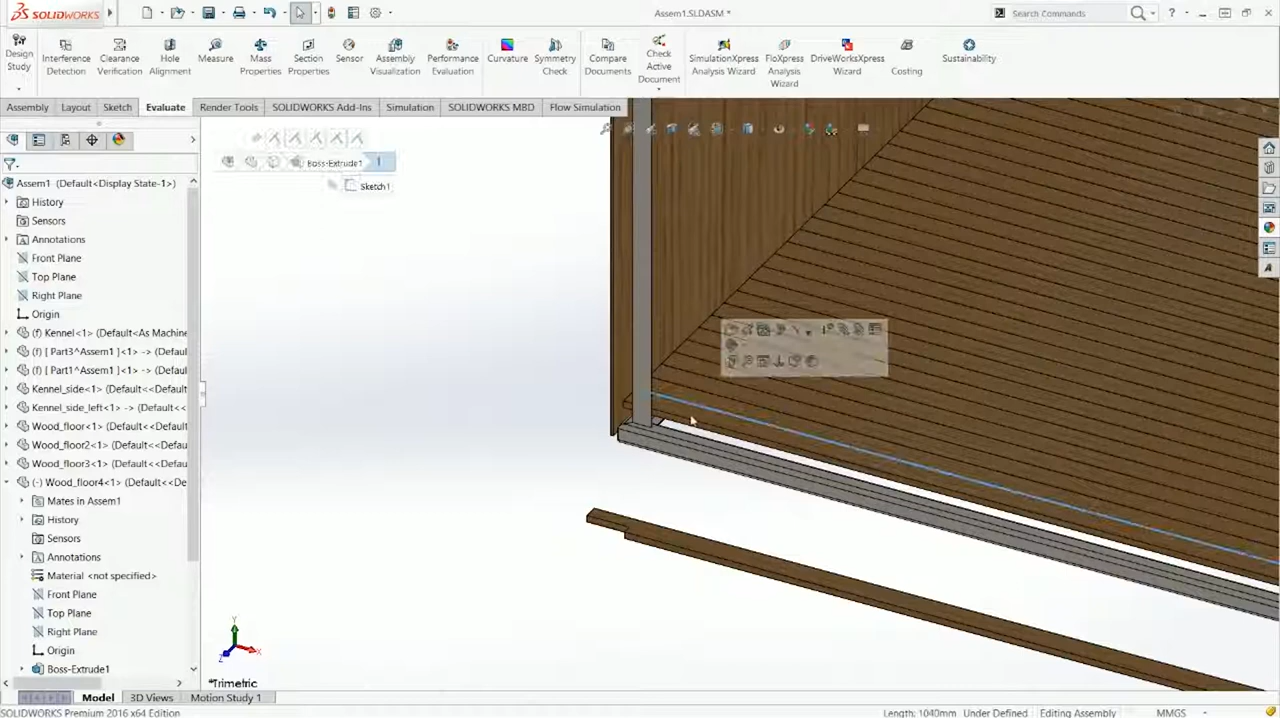 SOLIDWORKS
Assem1.SLDASM *
Search Commands
Design Study
Interference Detection
Clearance Verification
Hole Alignment
Measure
Mass Properties
Section Properties
Sensor
Assembly Visualization
Performance Evaluation
Curvature
Symmetry Check
Compare Documents
Check Active Document
SimulationXpress Analysis Wizard
FloXpress Analysis Wizard
DriveWorksXpress Wizard
Costing
Sustainability
Assembly Layout Sketch Evaluate Render Tools SOLIDWORKS Add-Ins Simulation SOLIDWORKS MBD Flow Simulation
Boss-Extrude1
Sketch1
Assem1 (Default<Display State-1>)
History
Sensors
Annotations
Front Plane
Top Plane
Right Plane
Origin
(f) Kennel<1> (Default<As Machine
(f) [ Part3^Assem1 ]<1> -> (Default
(f) [ Part1^Assem1 ]<1> -> (Default
Kennel_side<1> (Default<<Default
Kennel_side_left<1> -> (Default<<
Wood_floor<1> (Default<<Default
Wood_floor2<1> (Default<<Default
Wood_floor3<1> (Default<<Default
(-) Wood_floor4<1> (Default<<De
Mates in Assem1
History
Sensors
Annotations
Material <not specified>
Front Plane
Top Plane
Right Plane
Origin
Boss-Extrude1
Y
X
Z
*Trimetric
Model 3D Views Motion Study 1
SOLIDWORKS Premium 2016 x64 Edition
Length: 1040mm Under Defined Editing Assembly MMGS